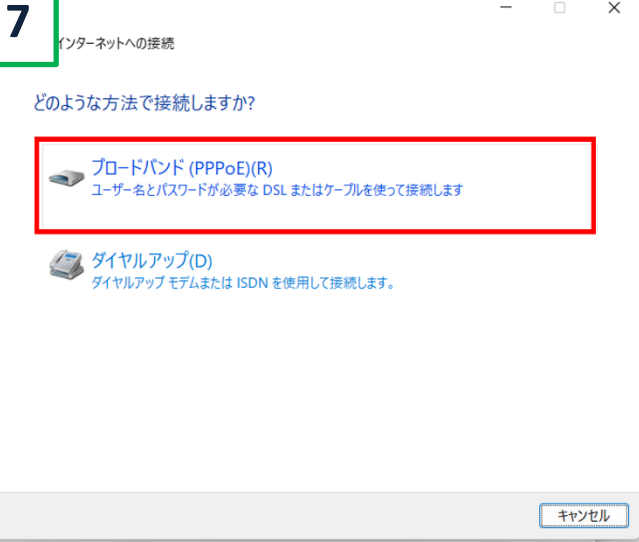 7
インターネットへの接続
どのような方法で接続しますか?
ブロードバンド (PPPoE)(R)
ユーザー名とパスワードが必要な DSL またはケーブルを使って接続します
ダイヤルアップ(D)
ダイヤルアップ モデムまたは ISDN を使用して接続します。
キャンセル